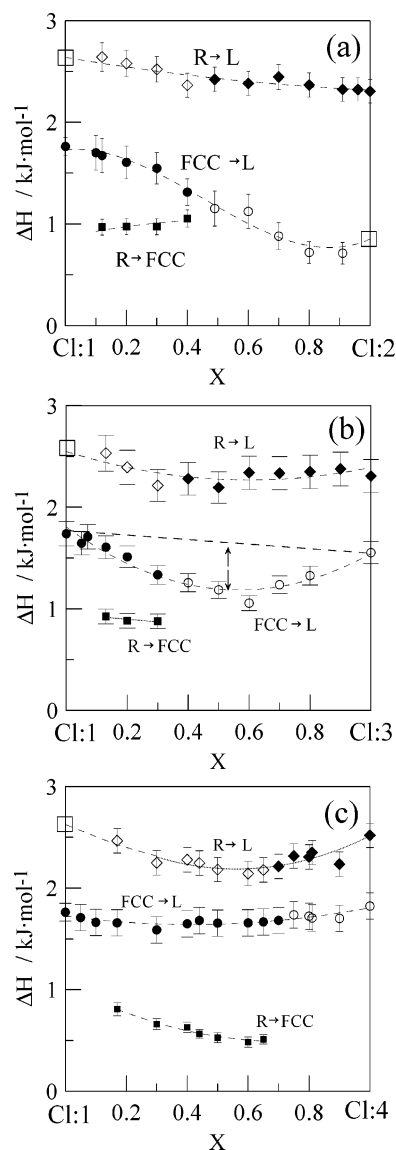 (a)
3
R→L
2
FCC→L
ΔH / kJ·mol⁻¹
1
R→FCC
0
Cl:1 0.2 0.4 0.6 0.8 Cl:2
X
(b)
3
R→L
2
ΔH / kJ·mol⁻¹
1
FCC→L
R→FCC
0
Cl:1 0.2 0.4 0.6 0.8 Cl:3
X
(c)
3
R→L
2
FCC→L
ΔH / kJ·mol⁻¹
1
R→FCC
0
Cl:1 0.2 0.4 0.6 0.8 Cl:4
X